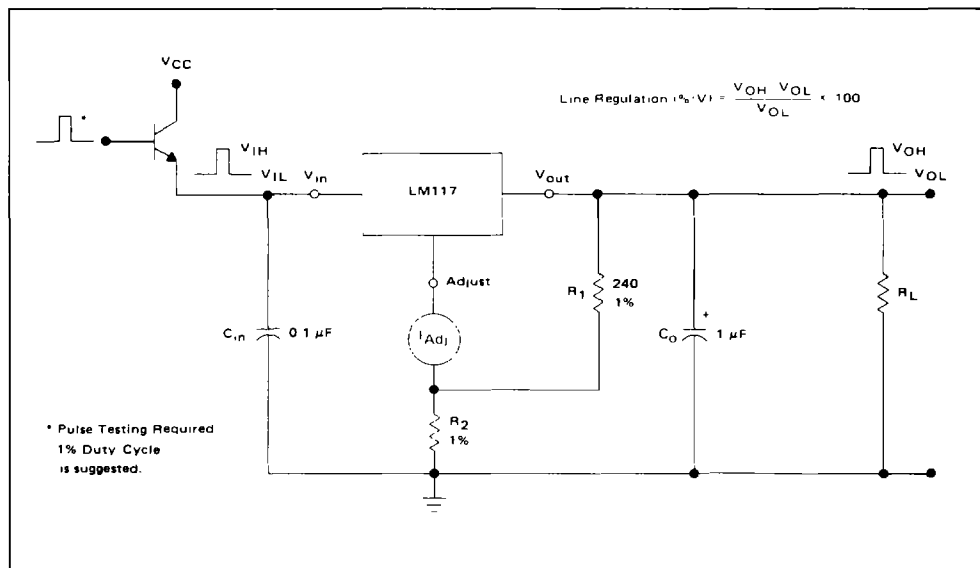 VCC
Line Regulation (%/V) = VOH VOL / VOL × 100
*
VIH
VIL
Vin
LM117
Vout
VOH
VOL
Adjust
R1
240
1%
RL
Cin
0 1 µF
IAdj
CO
+
1 µF
R2
1%
* Pulse Testing Required
1% Duty Cycle
is suggested.